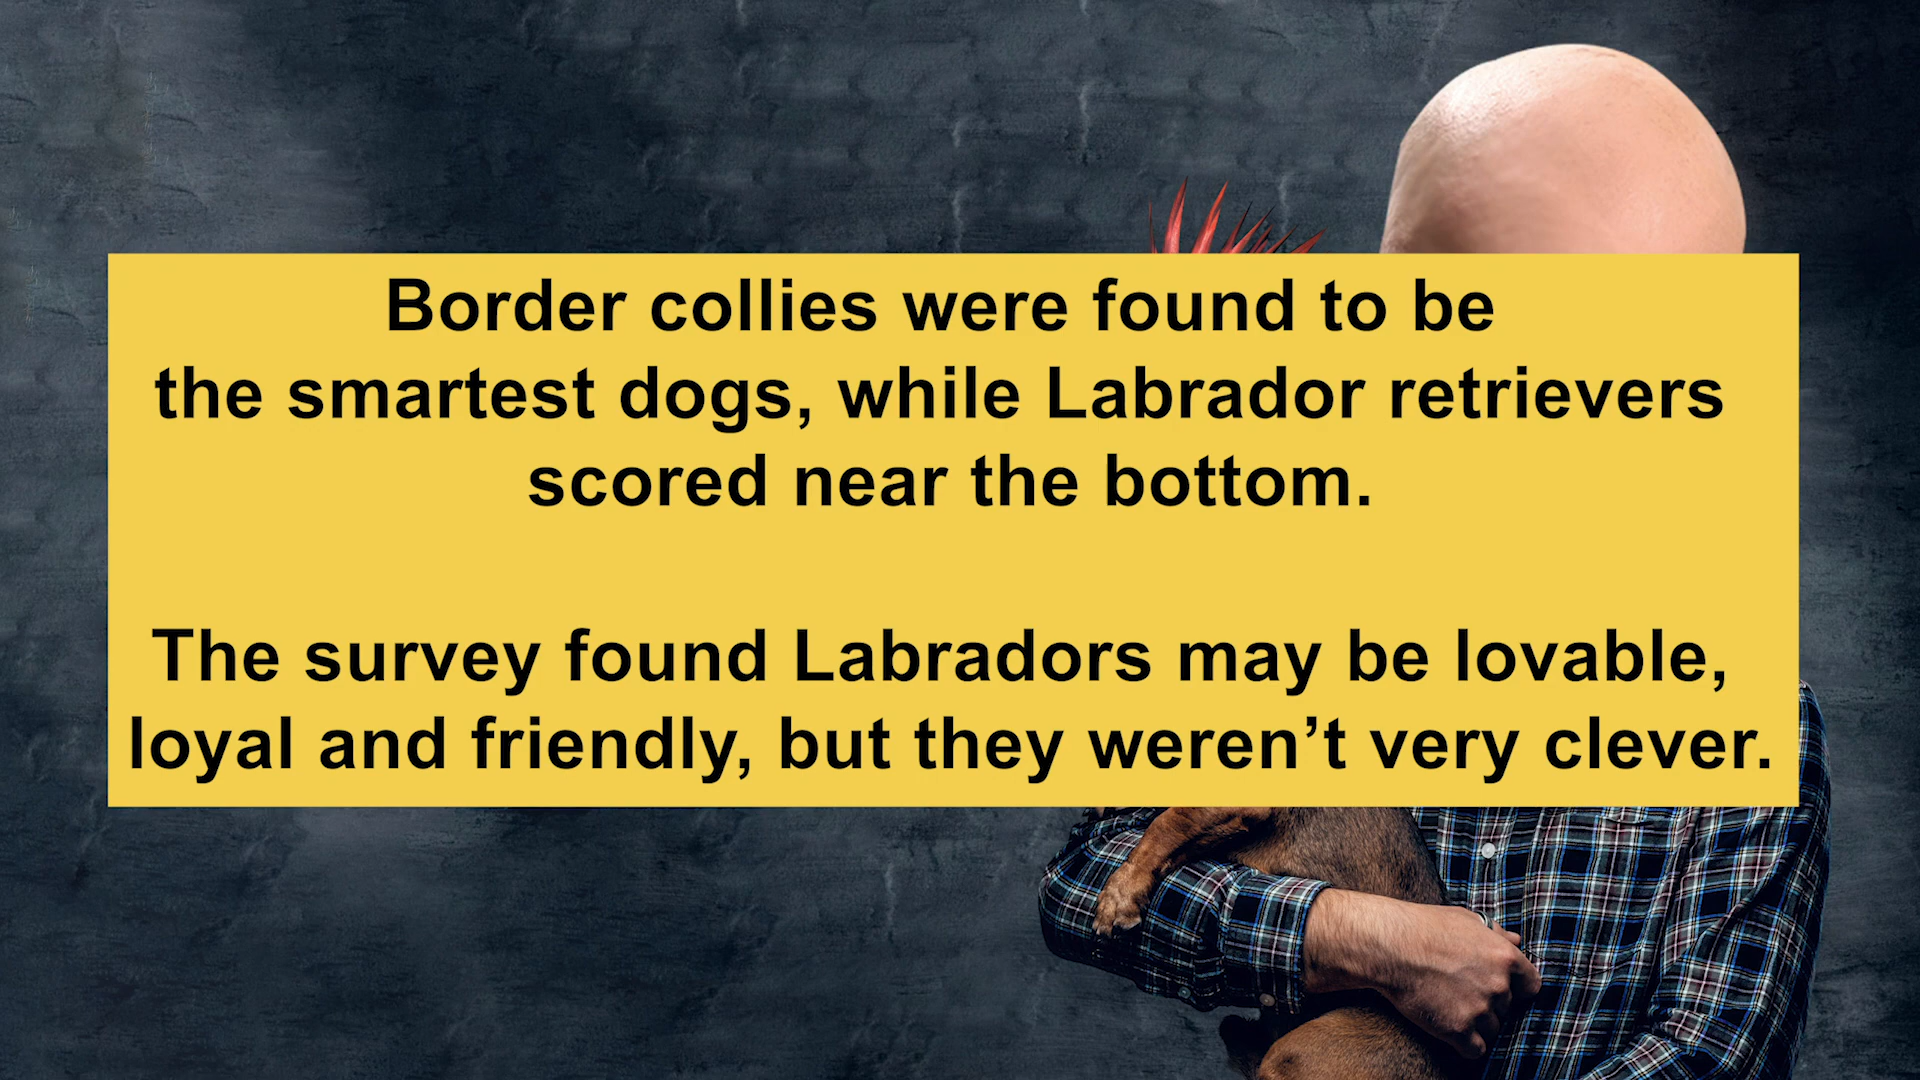 Border collies were found to be
the smartest dogs, while Labrador retrievers
scored near the bottom.
The survey found Labradors may be lovable,
loyal and friendly, but they weren’t very clever.